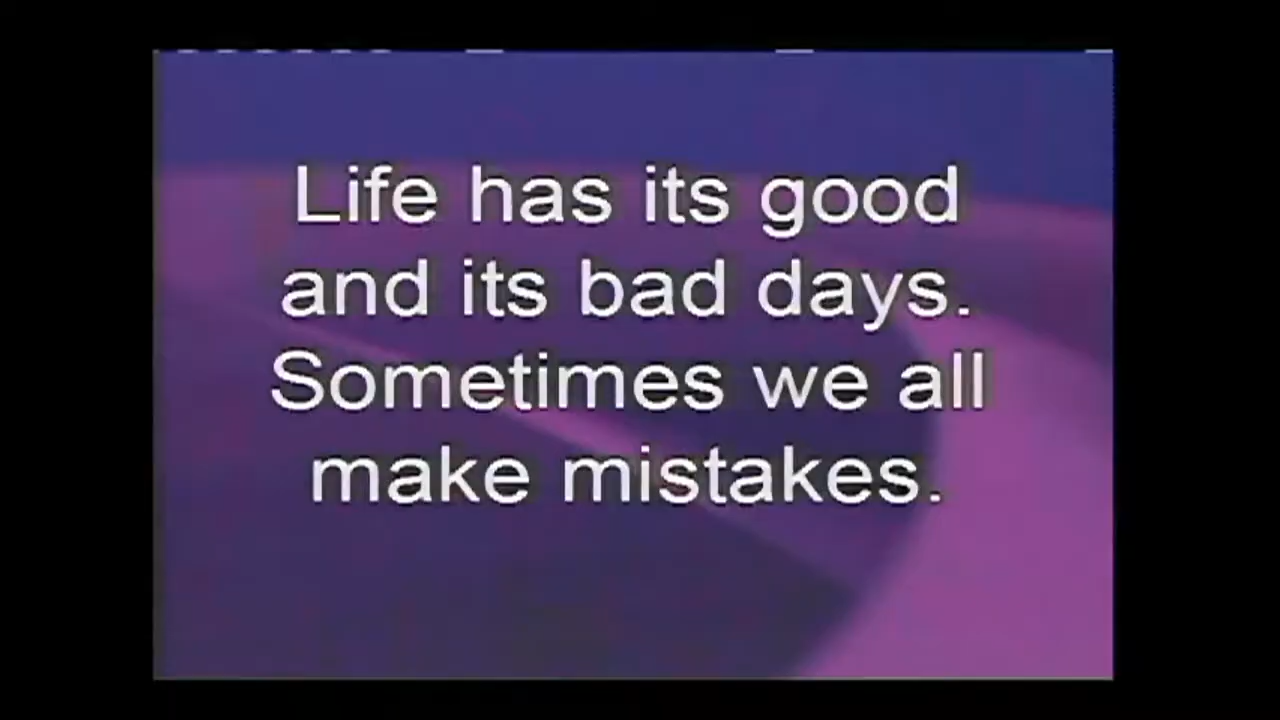 Life has its good
and its bad days.
Sometimes we all
make mistakes.